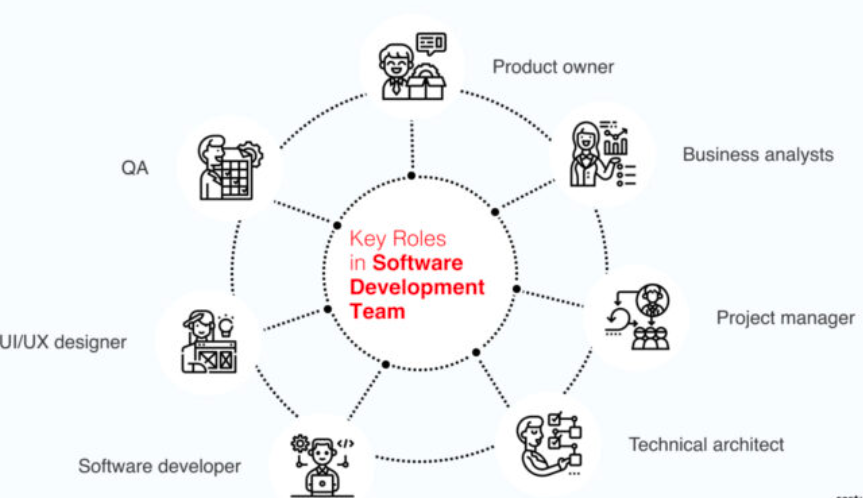 Product owner
Business analysts
QA
Key Roles
in Software
Development
Team
Project manager
UI/UX designer
Technical architect
Software developer